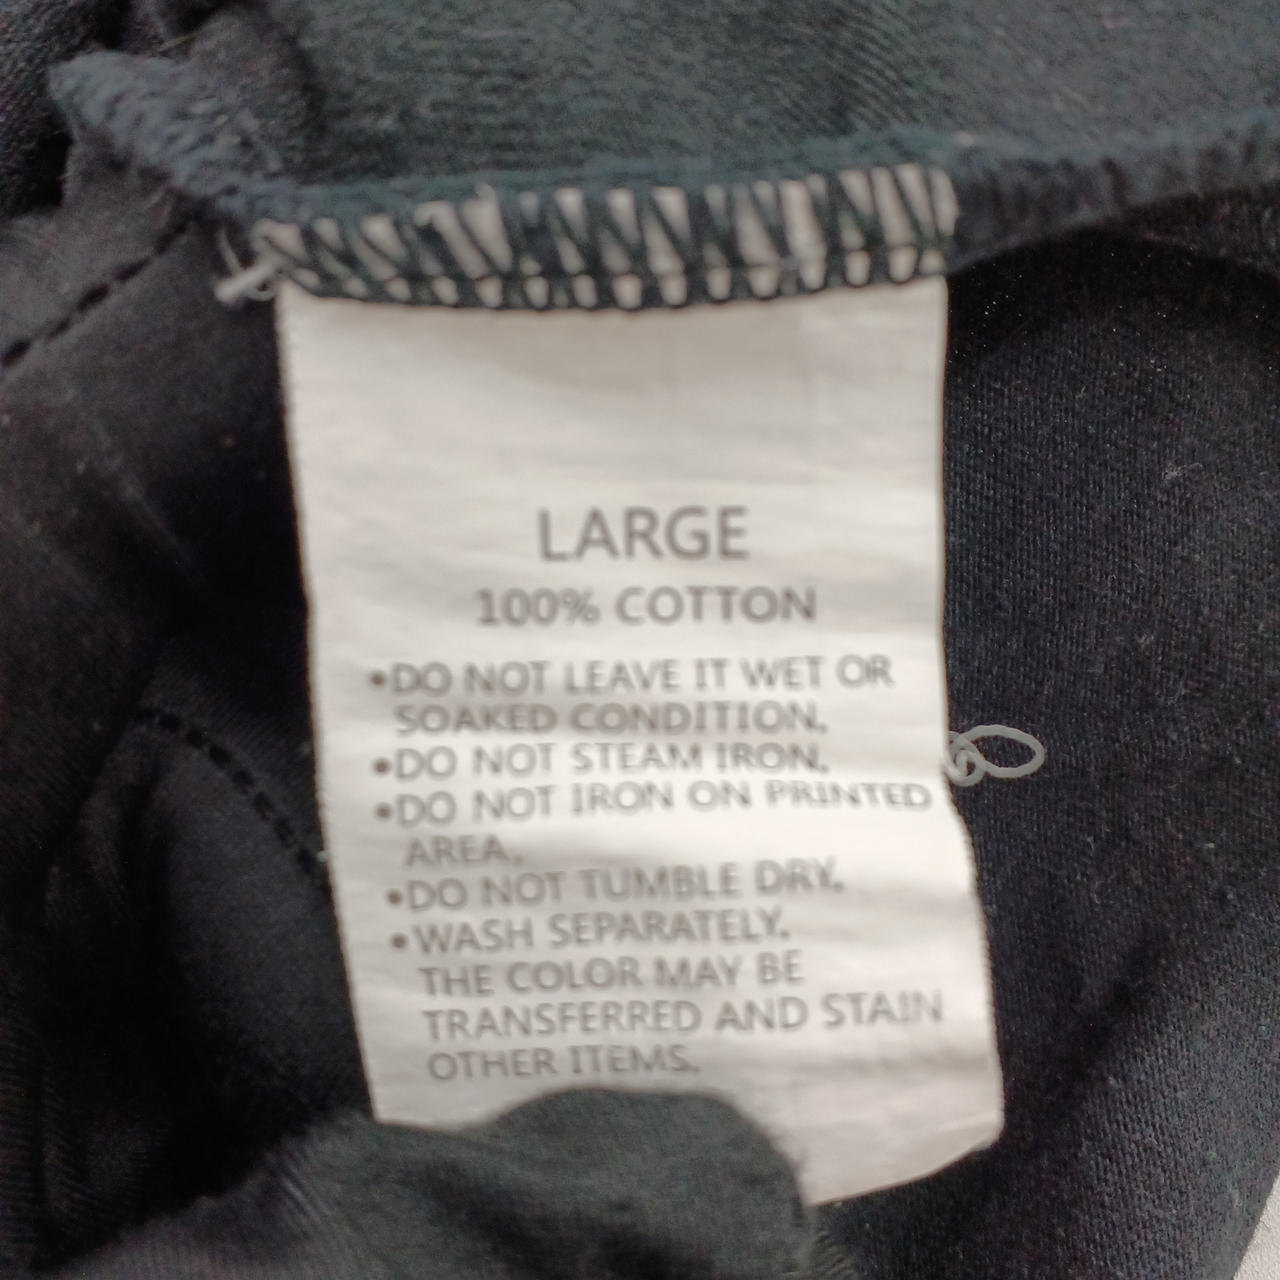 LARGE
100% COTTON
•DO NOT LEAVE IT WET OR
SOAKED CONDITION.
•DO NOT STEAM IRON.
•DO NOT IRON ON PRINTED
AREA.
•DO NOT TUMBLE DRY.
•WASH SEPARATELY.
THE COLOR MAY BE
TRANSFERRED AND STAIN
OTHER ITEMS.